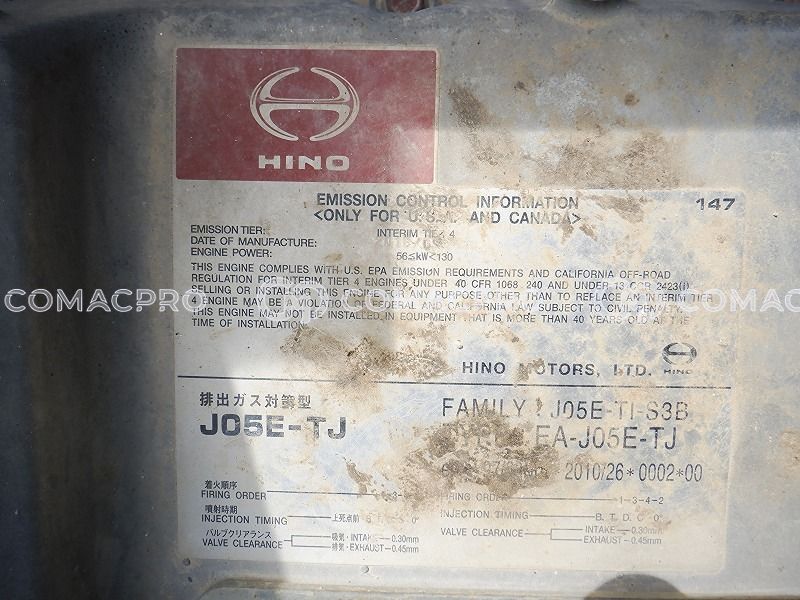 HINO
EMISSION CONTROL INFORMATION
<ONLY FOR U.S.A. AND CANADA>
147
EMISSION TIER: INTERIM TIER 4
DATE OF MANUFACTURE:
ENGINE POWER: 56≤kW<130
THIS ENGINE COMPLIES WITH U.S. EPA EMISSION REQUIREMENTS AND CALIFORNIA OFF-ROAD
REGULATION FOR INTERIM TIER 4 ENGINES UNDER 40 CFR 1068.240 AND UNDER 13 CCR 2423(j).
SELLING OR INSTALLING THIS ENGINE FOR ANY PURPOSE OTHER THAN TO REPLACE AN INTERIM TIER
ENGINE MAY BE A VIOLATION OF FEDERAL AND CALIFORNIA LAW SUBJECT TO CIVIL PENALTY.
THIS ENGINE MAY NOT BE INSTALLED IN EQUIPMENT THAT IS MORE THAN 40 YEARS OLD AT THE
TIME OF INSTALLATION.
COMACPRO
HINO MOTORS, LTD. HINO
排出ガス対策型
J05E-TJ
FAMILY : J05E-TI-S3B
EA-J05E-TJ
2010/26*0002*00
着火順序
FIRING ORDER
噴射時期
INJECTION TIMING 上死点前 0°
バルブクリアランス
VALVE CLEARANCE
吸気・INTAKE-0.30mm
排気・EXHAUST-0.45mm
FIRING ORDER 1-3-4-2
INJECTION TIMING B.T.D.C 0°
VALVE CLEARANCE
INTAKE-0.30mm
EXHAUST-0.45mm